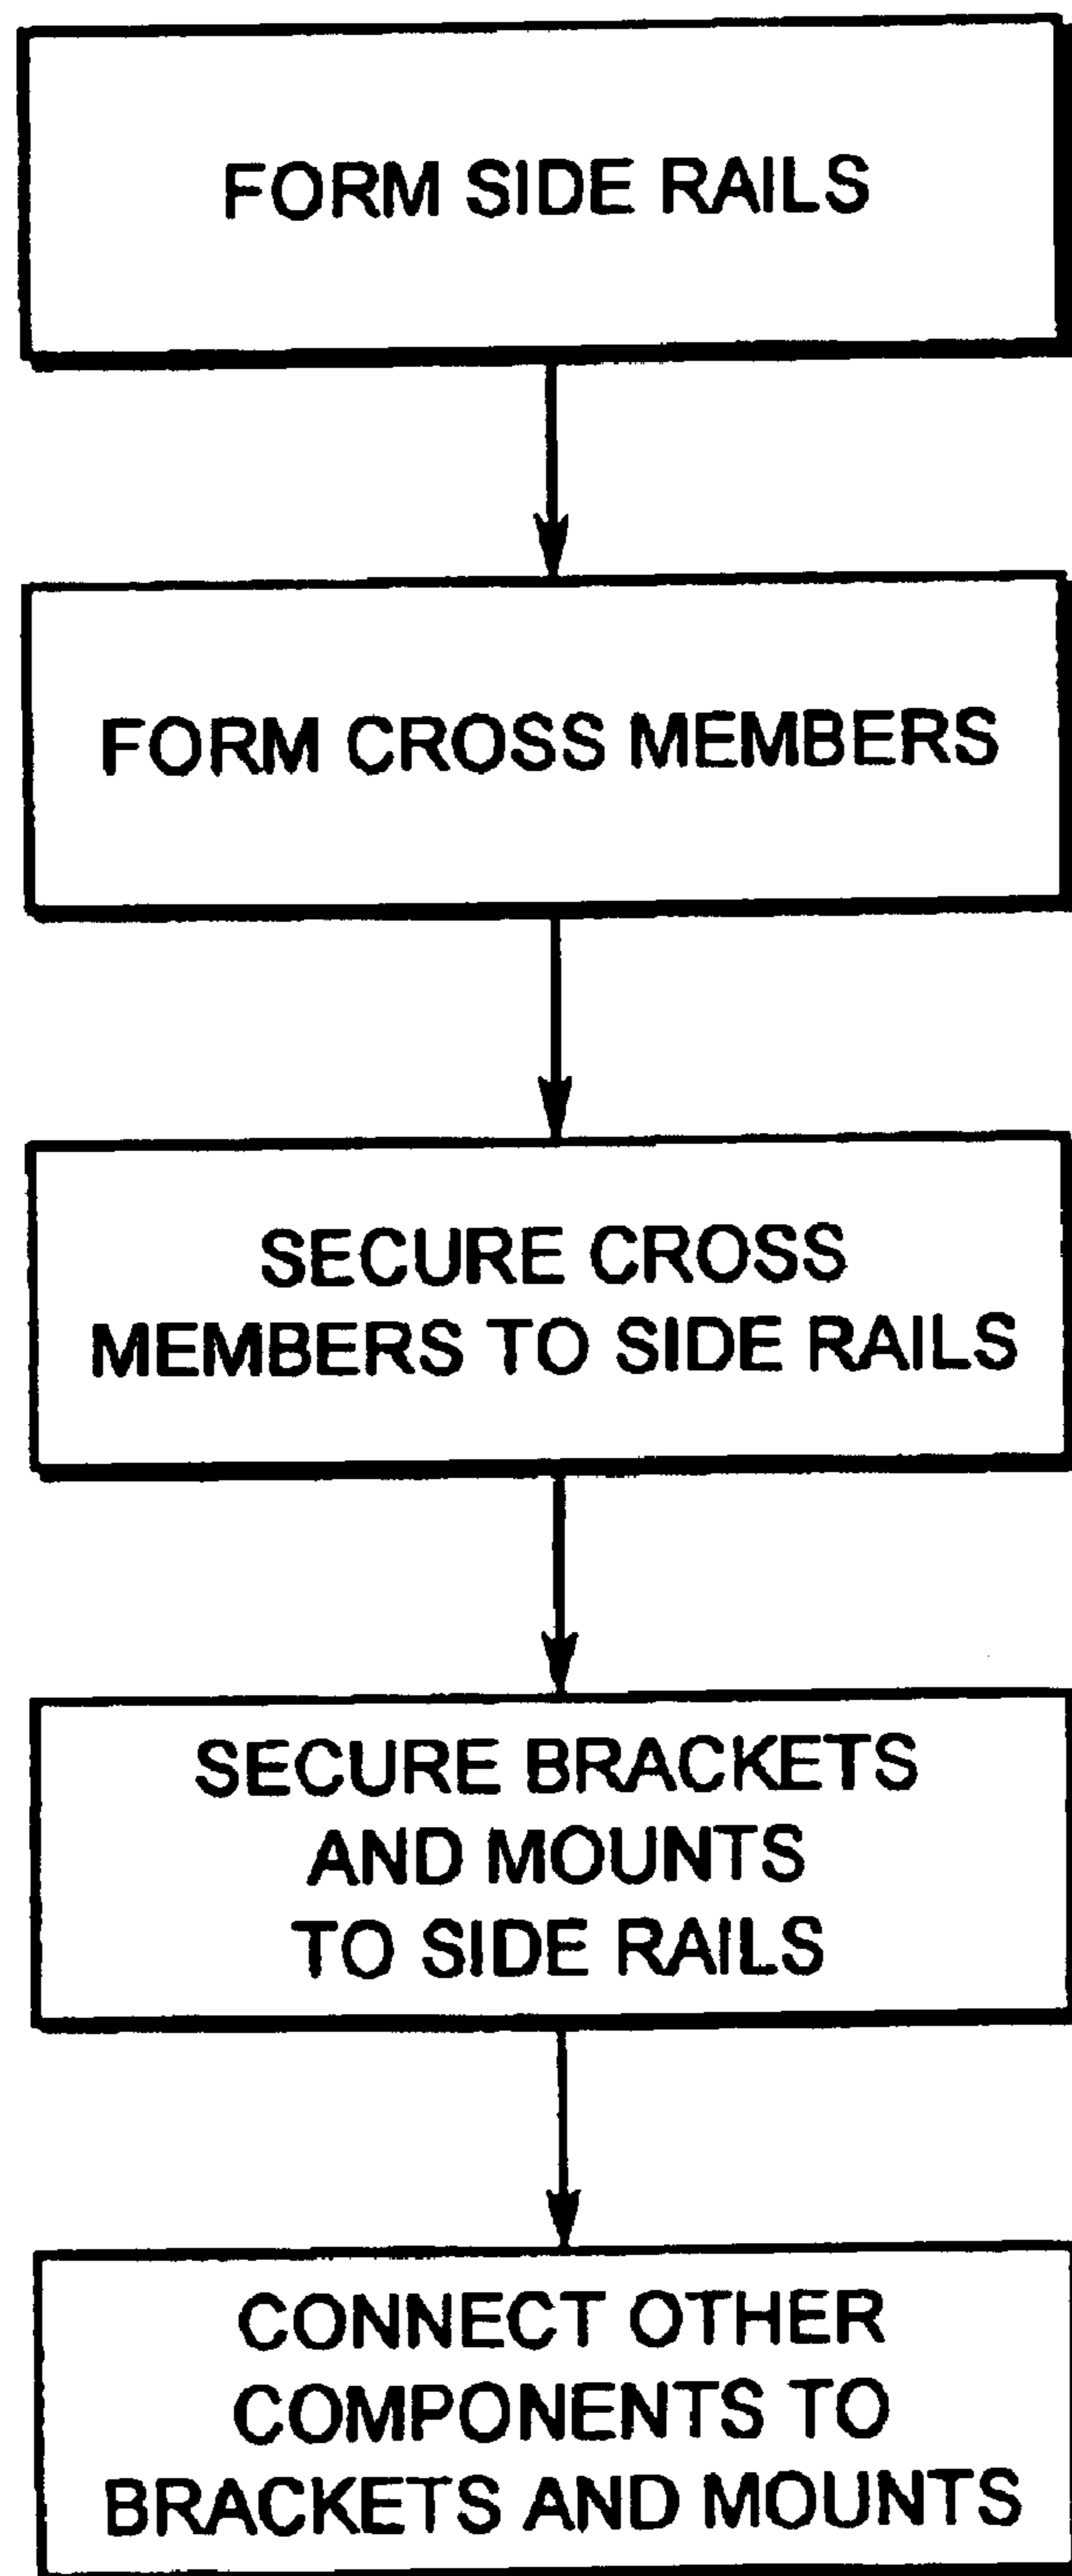 FORM SIDE RAILS
FORM CROSS MEMBERS
SECURE CROSS
MEMBERS TO SIDE RAILS
SECURE BRACKETS
AND MOUNTS
TO SIDE RAILS
CONNECT OTHER
COMPONENTS TO
BRACKETS AND MOUNTS